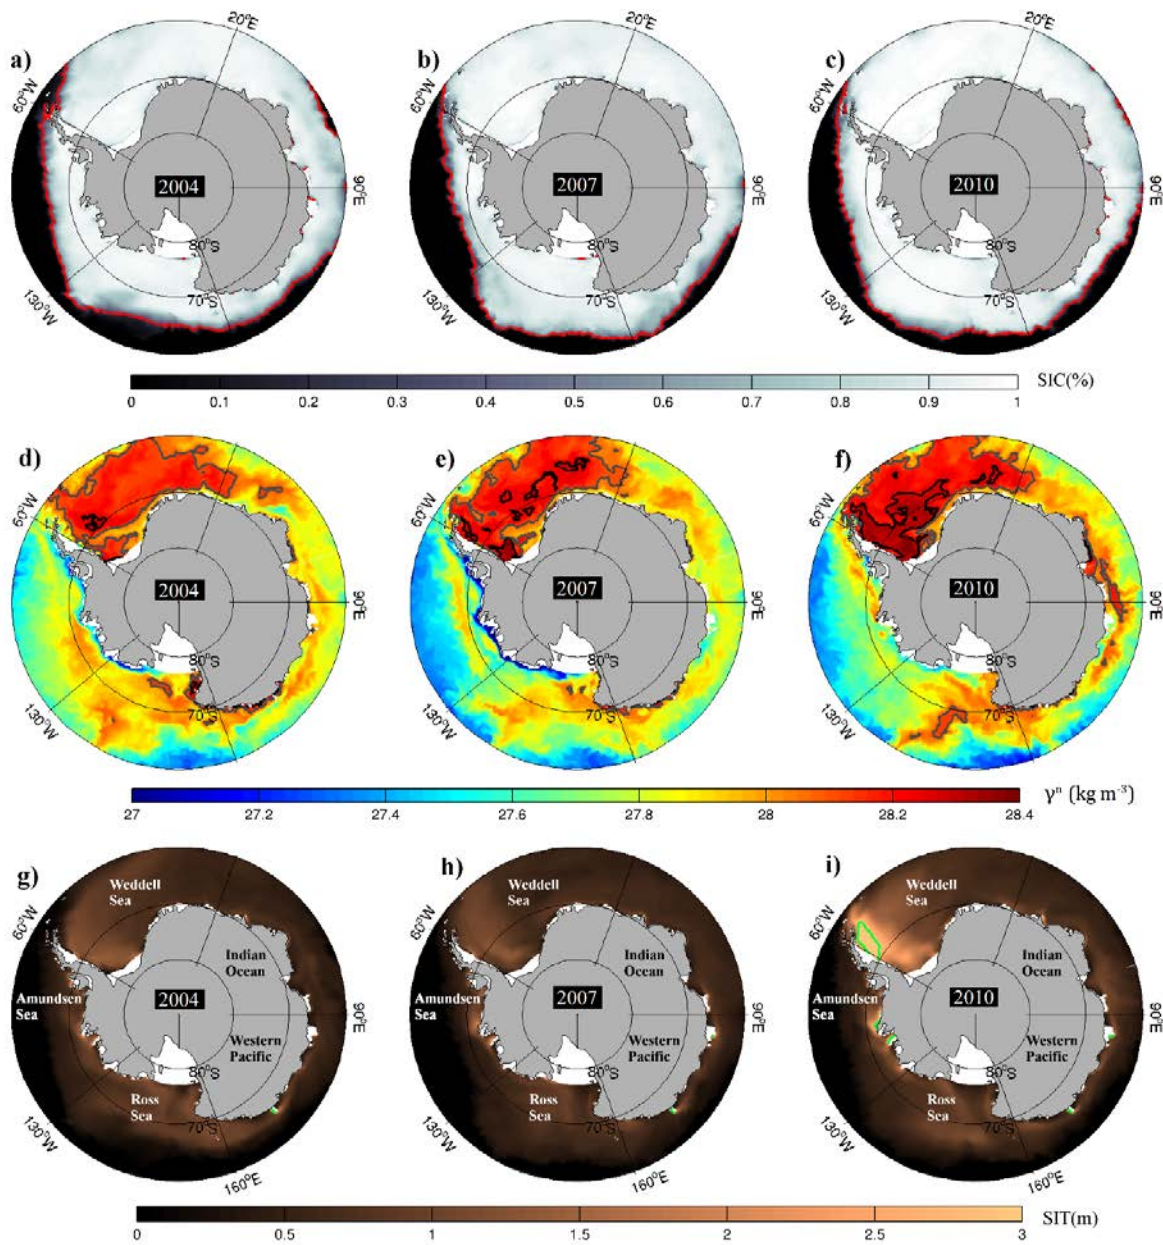 a)
20°E
60°W
2004
90°E
80°S
70°S
130°W
b)
20°E
60°W
2007
90°E
80°S
70°S
130°W
c)
20°E
60°W
2010
90°E
80°S
70°S
130°W
0 0.1 0.2 0.3 0.4 0.5 0.6 0.7 0.8 0.9 1
SIC(%)
d)
60°W
2004
90°E
80°S
70°S
130°W
e)
60°W
2007
90°E
80°S
70°S
130°W
f)
60°W
2010
90°E
80°S
70°S
130°W
27 27.2 27.4 27.6 27.8 28 28.2 28.4
γⁿ (kg m⁻³)
g)
Weddell
Sea
60°W
Indian
Ocean
2004
Amundsen
Sea
90°E
Western
Pacific
80°S
Ross
Sea
70°S
130°W
160°E
h)
Weddell
Sea
60°W
Indian
Ocean
2007
Amundsen
Sea
90°E
Western
Pacific
80°S
Ross
Sea
70°S
130°W
160°E
i)
Weddell
Sea
60°W
Indian
Ocean
2010
Amundsen
Sea
90°E
Western
Pacific
80°S
Ross
Sea
70°S
130°W
160°E
0 0.5 1 1.5 2 2.5 3
SIT(m)